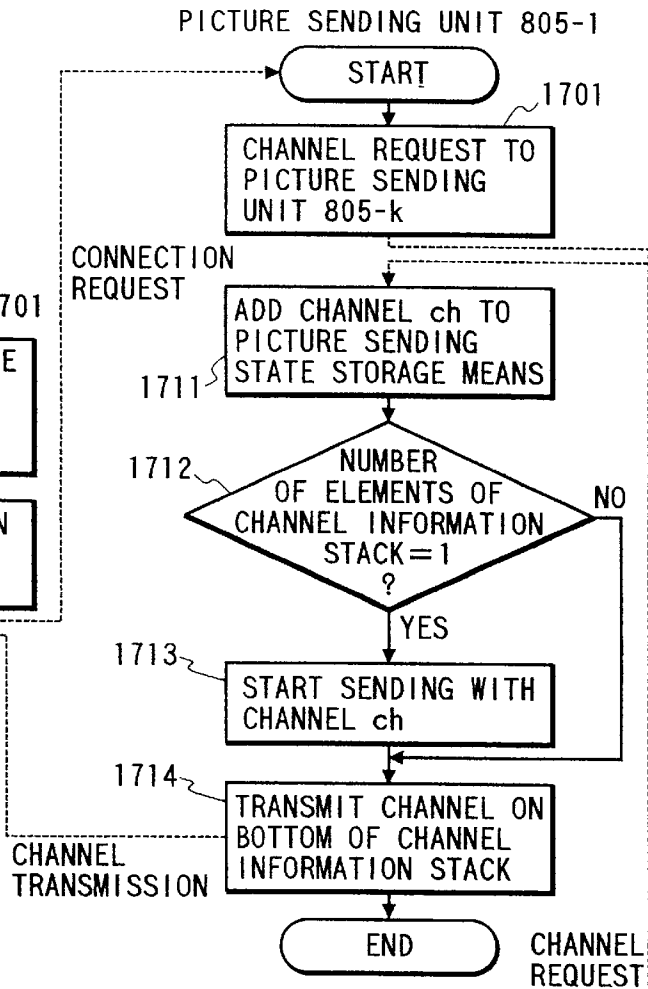 PICTURE SENDING UNIT 805-1
START
1701
CHANNEL REQUEST TO
PICTURE SENDING
UNIT 805-k
CONNECTION
REQUEST
701
E
N
ADD CHANNEL ch TO
PICTURE SENDING
STATE STORAGE MEANS
1711
1712
NUMBER
OF ELEMENTS OF
CHANNEL INFORMATION
STACK=1
?
NO
YES
1713
START SENDING WITH
CHANNEL ch
1714
TRANSMIT CHANNEL ON
BOTTOM OF CHANNEL
INFORMATION STACK
CHANNEL
TRANSMISSION
END
CHANNEL
REQUEST